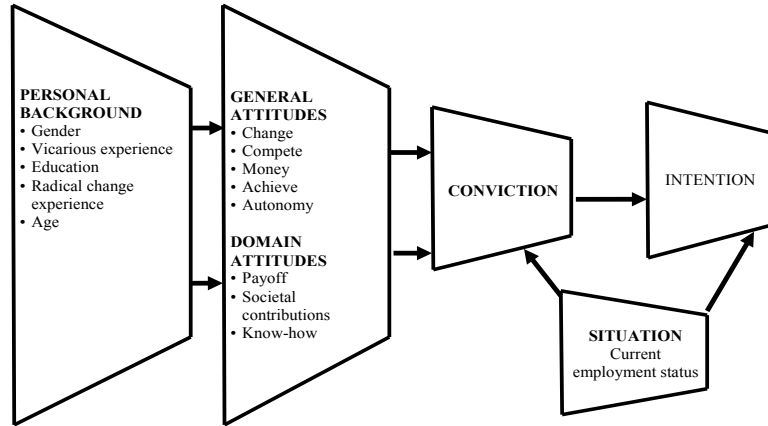 PERSONAL
BACKGROUND
• Gender
• Vicarious experience
• Education
• Radical change
experience
• Age
GENERAL
ATTITUDES
• Change
• Compete
• Money
• Achieve
• Autonomy
DOMAIN
ATTITUDES
• Payoff
• Societal
contributions
• Know-how
CONVICTION
INTENTION
SITUATION
Current
employment status